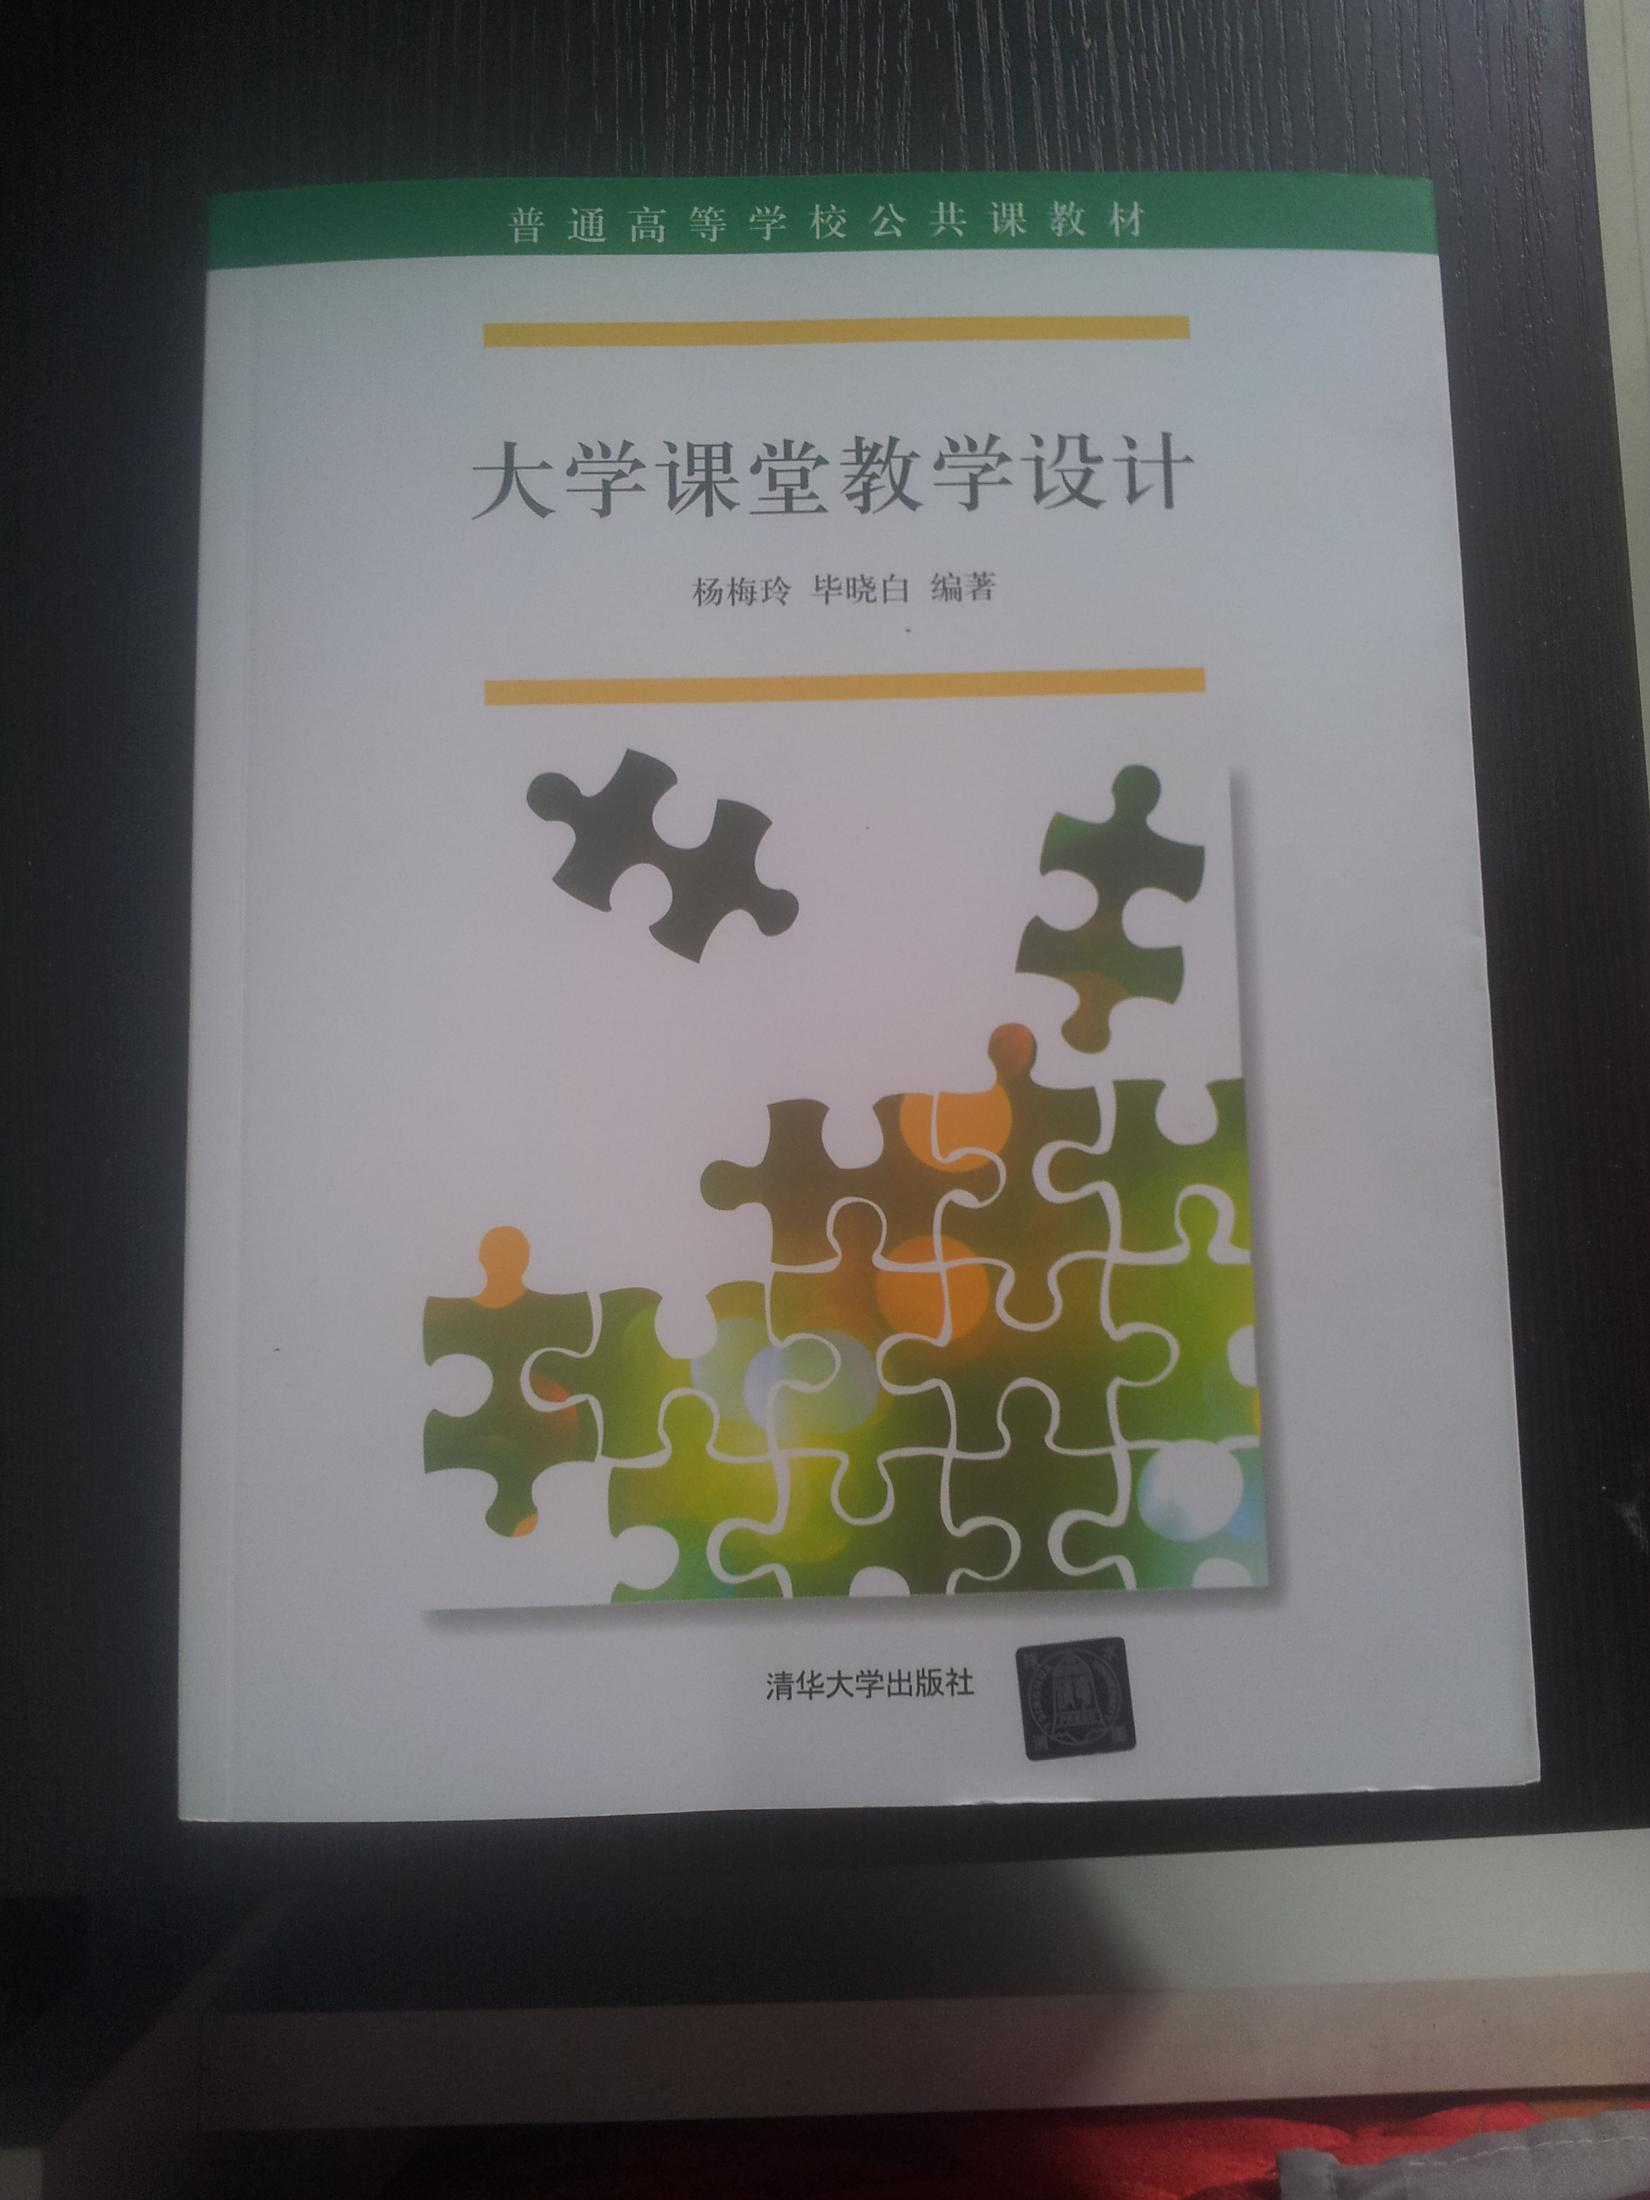 普通高等学校公共课教材
大学课堂教学设计
杨梅玲 毕晓白 编著
清华大学出版社